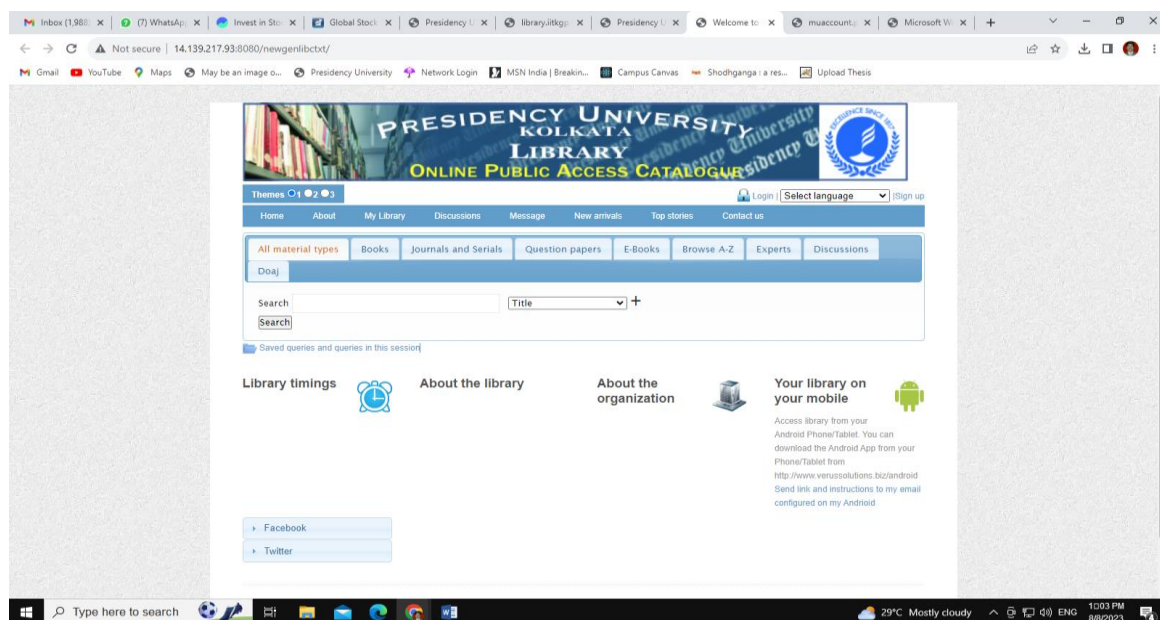 Inbox (1,988
(7) WhatsAp
Invest in Sto
Global Stock
Presidency U
library.iitkgp
Presidency U
Welcome to
muaccount.p
Microsoft W
Not secure | 14.139.217.93:8080/newgenlibctxt/
Gmail
YouTube
Maps
May be an image o...
Presidency University
Network Login
MSN India | Breakin...
Campus Canvas
Shodhganga : a res...
Upload Thesis
PRESIDENCY UNIVERSITY
KOLKATA
LIBRARY
ONLINE PUBLIC ACCESS CATALOGUE
Themes 1 2 3
Login | Select language |Sign up
Home About My Library Discussions Message New arrivals Top stories Contact us
All material types Books Journals and Serials Question papers E-Books Browse A-Z Experts Discussions
Doaj
Search Title +
Search
Saved queries and queries in this session
Library timings
About the library
About the
organization
Your library on
your mobile
Access library from your
Android Phone/Tablet. You can
download the Android App from your
Phone/Tablet from
http://www.verussolutions.biz/android
Send link and instructions to my email
configured on my Andrioid
Facebook
Twitter
Type here to search
29°C Mostly cloudy
ENG
1:03 PM
8/8/2023